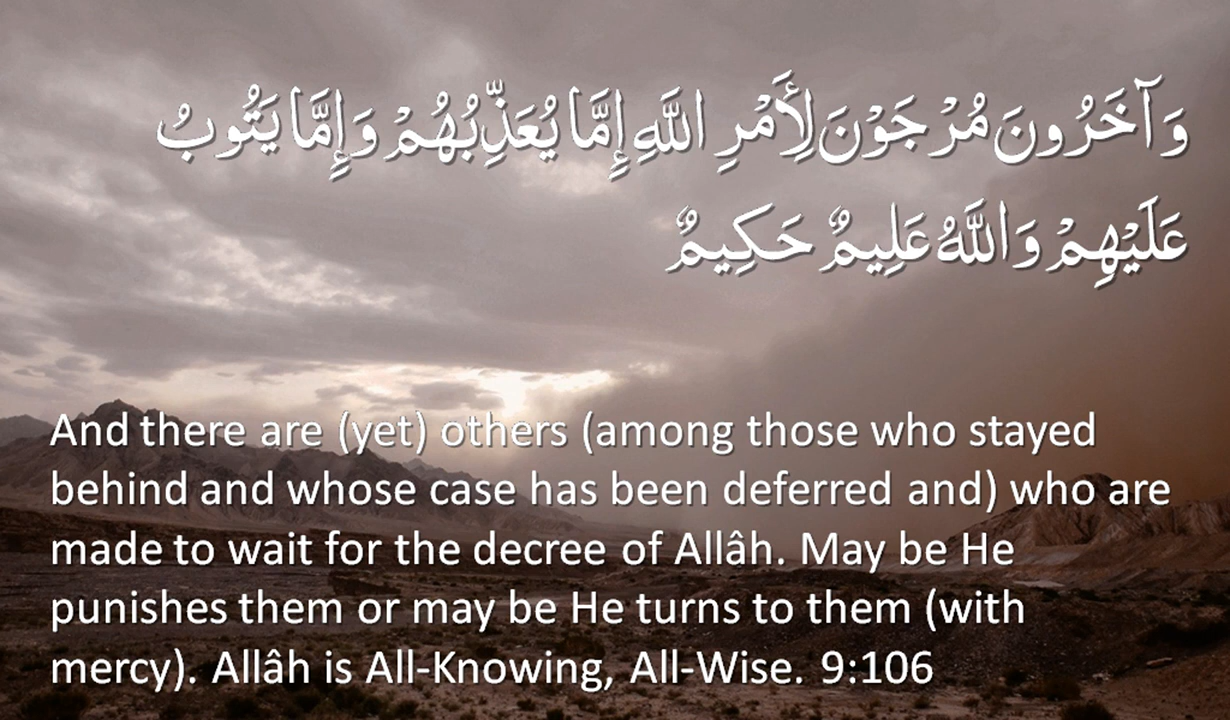 وَآخَرُونَ مُرْجَوْنَ لِأَمْرِ اللَّهِ إِمَّا يُعَذِّبُهُمْ وَإِمَّا يَتُوبُ
عَلَيْهِمْ وَاللَّهُ عَلِيمٌ حَكِيمٌ
And there are (yet) others (among those who stayed
behind and whose case has been deferred and) who are
made to wait for the decree of Allâh. May be He
punishes them or may be He turns to them (with
mercy). Allâh is All-Knowing, All-Wise. 9:106